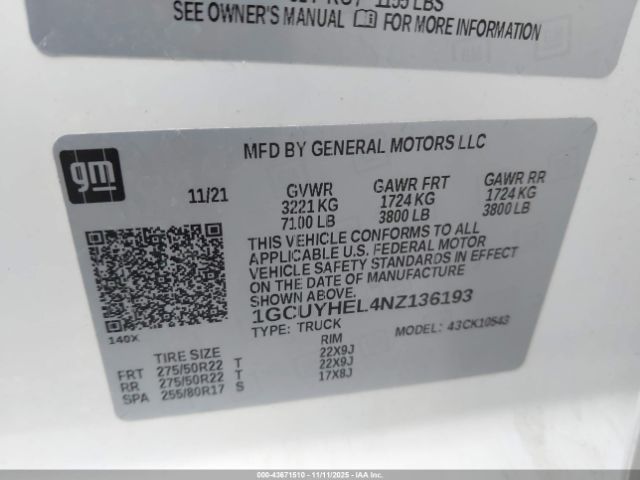 1155 LBS
SEE OWNER'S MANUAL FOR MORE INFORMATION
gm
MFD BY GENERAL MOTORS LLC
11/21 GVWR GAWR FRT GAWR RR
3221 KG 1724 KG 1724 KG
7100 LB 3800 LB 3800 LB
THIS VEHICLE CONFORMS TO ALL
APPLICABLE U.S. FEDERAL MOTOR
VEHICLE SAFETY STANDARDS IN EFFECT
ON THE DATE OF MANUFACTURE
SHOWN ABOVE.
1GCUYHEL4NZ136193
TYPE: TRUCK MODEL: 43CK10543
140X
TIRE SIZE RIM
FRT 275/50R22 T 22X9J
RR 275/50R22 T 22X9J
SPA 255/80R17 S 17X8J
000-43671510 - 11/11/2025 - IAAI.COM